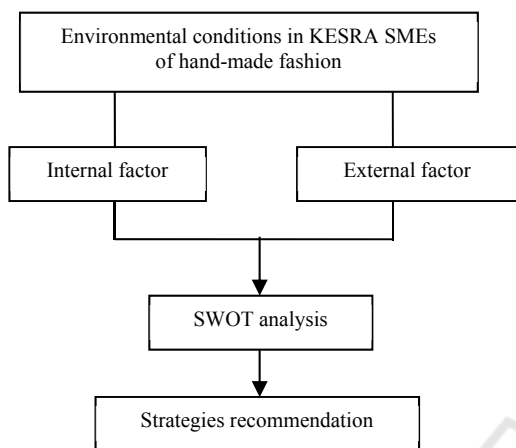 Environmental conditions in KESRA SMEs
of hand-made fashion
Internal factor
External factor
SWOT analysis
Strategies recommendation